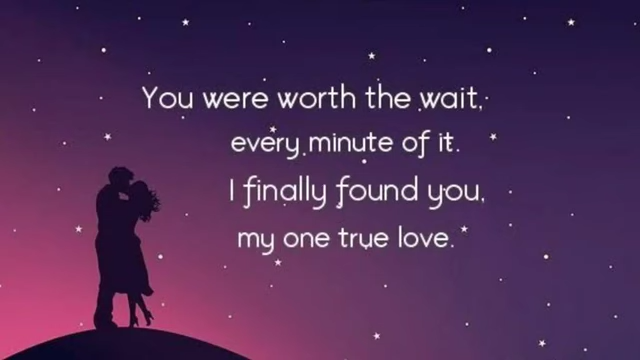 You were worth the wait,
every minute of it.
I finally found you,
my one true love.